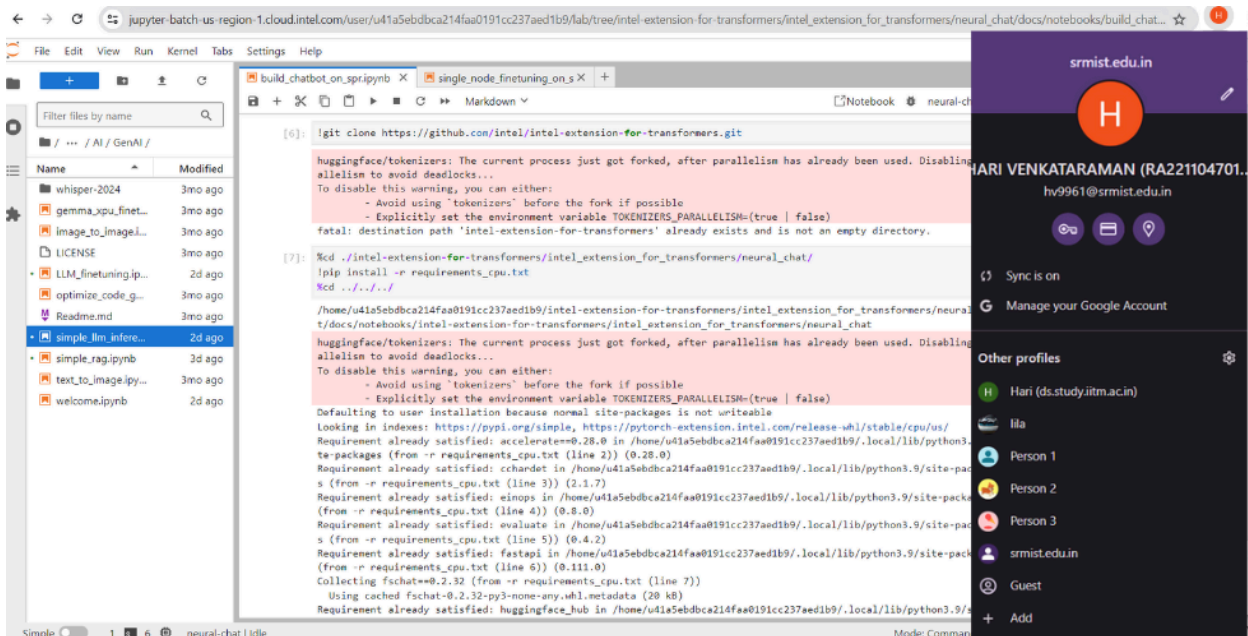 jupyter-batch-us-region-1.cloud.intel.com/user/u41a5ebdbca214faa0191cc237aed1b9/lab/tree/intel-extension-for-transformers/intel_extension_for_transformers/neural_chat/docs/notebooks/build_chat...
H
File Edit View Run Kernel Tabs Settings Help
+
Filter files by name
/ ··· / AI / GenAI /
Name Modified
whisper-2024 3mo ago
gemma_xpu_finet... 3mo ago
image_to_image.i... 3mo ago
LICENSE 3mo ago
LLM_finetuning.ip... 2d ago
optimize_code_g... 3mo ago
Readme.md 3mo ago
simple_llm_infere... 2d ago
simple_rag.ipynb 3d ago
text_to_image.ipy... 3mo ago
welcome.ipynb 2d ago
build_chatbot_on_spr.ipynb
single_node_finetuning_on_s
Markdown
Notebook
neural-ch
[6]: !git clone https://github.com/intel/intel-extension-for-transformers.git
huggingface/tokenizers: The current process just got forked, after parallelism has already been used. Disabling
allelism to avoid deadlocks...
To disable this warning, you can either:
- Avoid using `tokenizers` before the fork if possible
- Explicitly set the environment variable TOKENIZERS_PARALLELISM=(true | false)
fatal: destination path 'intel-extension-for-transformers' already exists and is not an empty directory.
[7]: %cd ./intel-extension-for-transformers/intel_extension_for_transformers/neural_chat/
!pip install -r requirements_cpu.txt
%cd ../../../
/home/u41a5ebdbca214faa0191cc237aed1b9/intel-extension-for-transformers/intel_extension_for_transformers/neural
t/docs/notebooks/intel-extension-for-transformers/intel_extension_for_transformers/neural_chat
huggingface/tokenizers: The current process just got forked, after parallelism has already been used. Disabling
allelism to avoid deadlocks...
To disable this warning, you can either:
- Avoid using `tokenizers` before the fork if possible
- Explicitly set the environment variable TOKENIZERS_PARALLELISM=(true | false)
Defaulting to user installation because normal site-packages is not writeable
Looking in indexes: https://pypi.org/simple, https://pytorch-extension.intel.com/release-whl/stable/cpu/us/
Requirement already satisfied: accelerate==0.28.0 in /home/u41a5ebdbca214faa0191cc237aed1b9/.local/lib/python3.
te-packages (from -r requirements_cpu.txt (line 2)) (0.28.0)
Requirement already satisfied: cchardet in /home/u41a5ebdbca214faa0191cc237aed1b9/.local/lib/python3.9/site-pac
s (from -r requirements_cpu.txt (line 3)) (2.1.7)
Requirement already satisfied: einops in /home/u41a5ebdbca214faa0191cc237aed1b9/.local/lib/python3.9/site-packa
(from -r requirements_cpu.txt (line 4)) (0.8.0)
Requirement already satisfied: evaluate in /home/u41a5ebdbca214faa0191cc237aed1b9/.local/lib/python3.9/site-pac
s (from -r requirements_cpu.txt (line 5)) (0.4.2)
Requirement already satisfied: fastapi in /home/u41a5ebdbca214faa0191cc237aed1b9/.local/lib/python3.9/site-pack
(from -r requirements_cpu.txt (line 6)) (0.111.0)
Collecting fschat==0.2.32 (from -r requirements_cpu.txt (line 7))
Using cached fschat-0.2.32-py3-none-any.whl.metadata (20 kB)
Requirement already satisfied: huggingface_hub in /home/u41a5ebdbca214faa0191cc237aed1b9/.local/lib/python3.9/s
Simple 1 6 neural-chat | Idle
Mode: Comman
srmist.edu.in
H
HARI VENKATARAMAN (RA221104701...
hv9961@srmist.edu.in
Sync is on
G Manage your Google Account
Other profiles
H Hari (ds.study.iitm.ac.in)
lila
Person 1
Person 2
Person 3
srmist.edu.in
Guest
+ Add